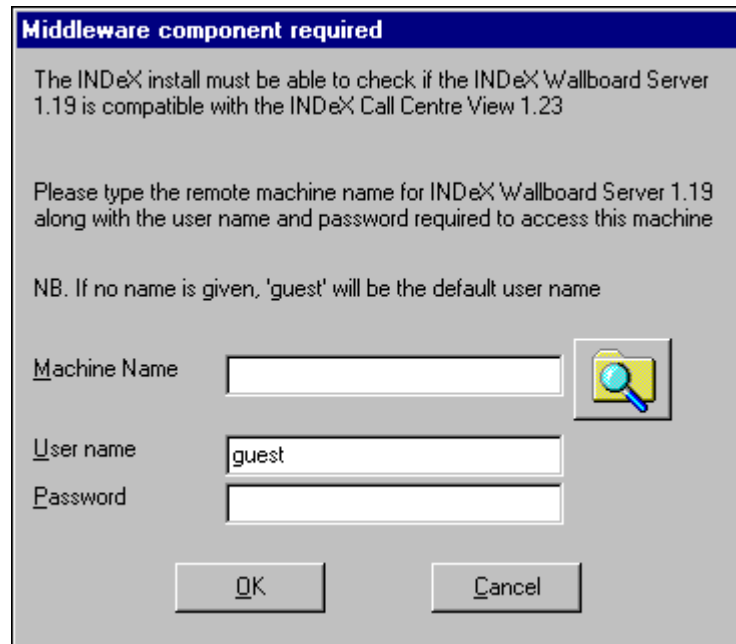 Middleware component required
The INDeX install must be able to check if the INDeX Wallboard Server
1.19 is compatible with the INDeX Call Centre View 1.23
Please type the remote machine name for INDeX Wallboard Server 1.19
along with the user name and password required to access this machine
NB. If no name is given, 'guest' will be the default user name
Machine Name
User name guest
Password
OK Cancel